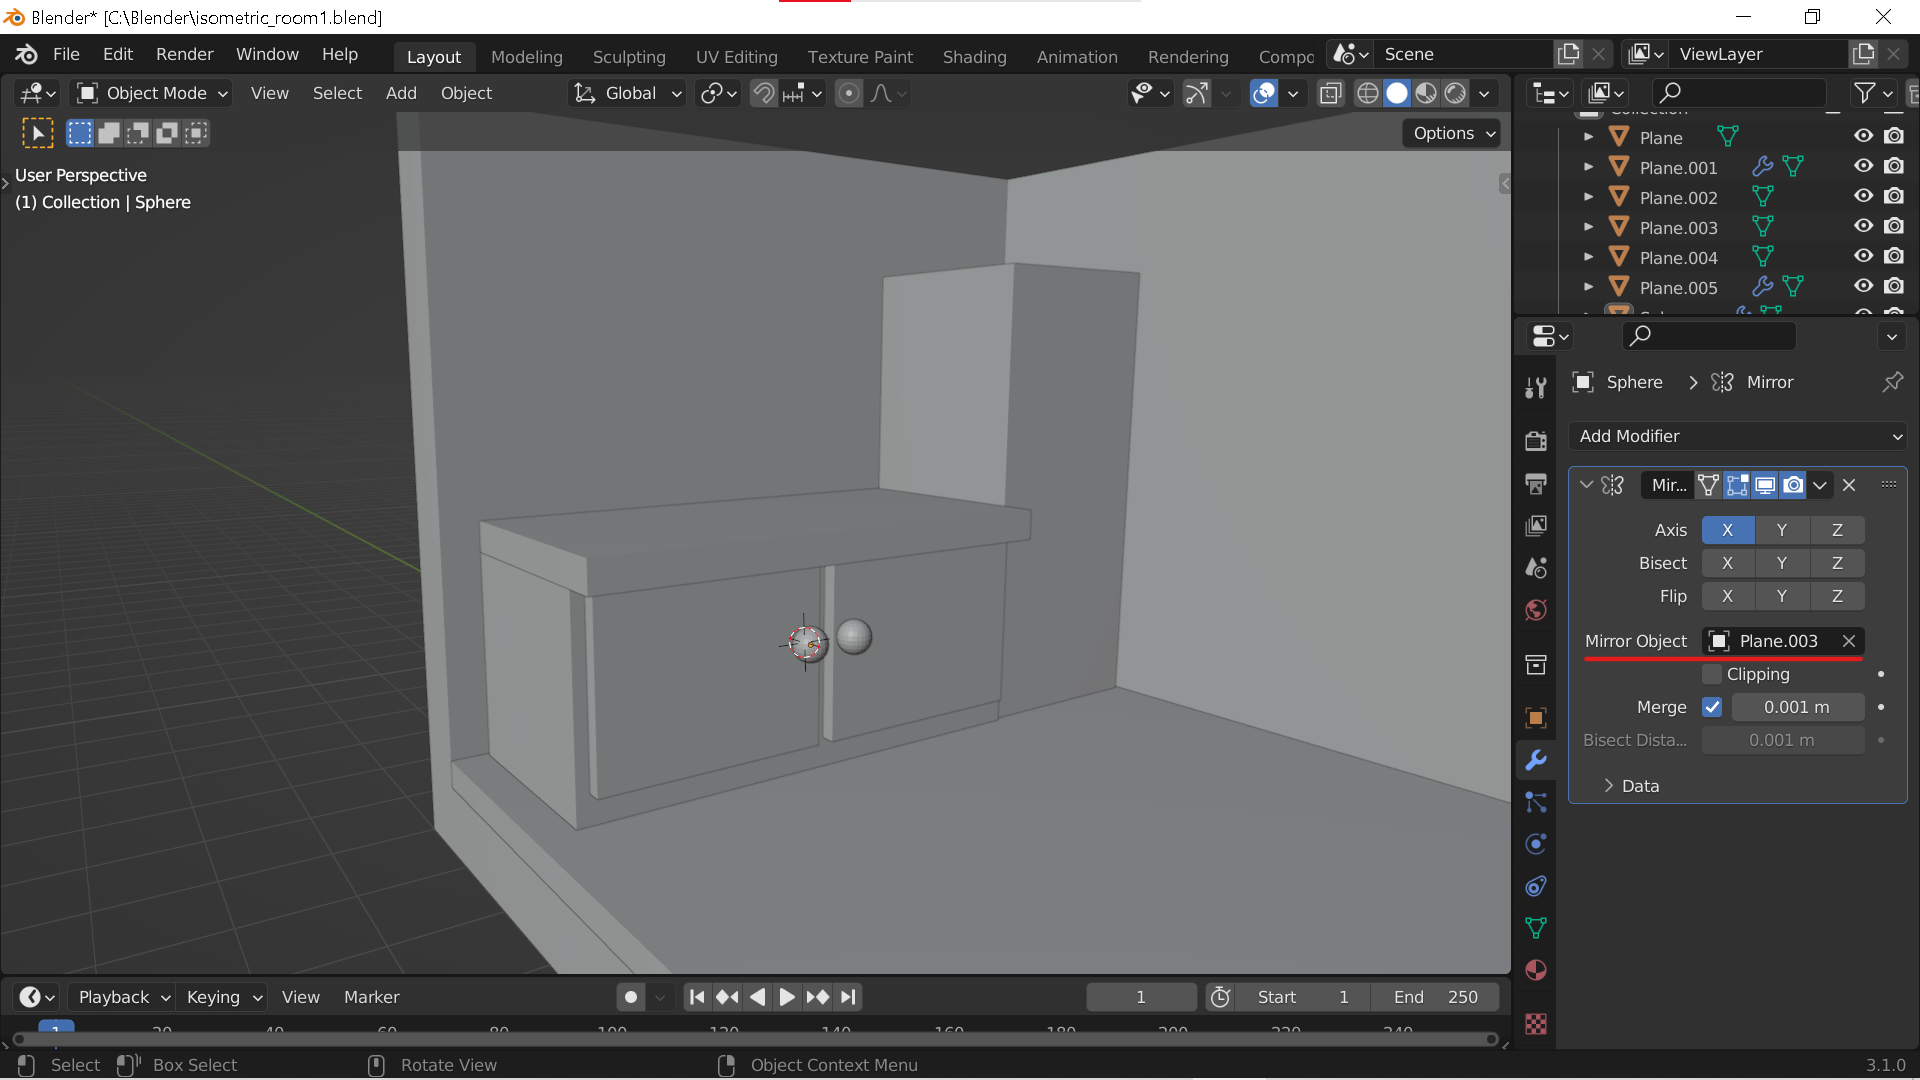 Blender* [C:\Blender\isometric_room1.blend]
File Edit Render Window Help Layout Modeling Sculpting UV Editing Texture Paint Shading Animation Rendering Compo Scene ViewLayer
Object Mode View Select Add Object Global
Options
User Perspective
(1) Collection | Sphere
Collection
Plane
Plane.001
Plane.002
Plane.003
Plane.004
Plane.005
Sphere > Mirror
Add Modifier
Mir...
Axis X Y Z
Bisect X Y Z
Flip X Y Z
Mirror Object Plane.003
Clipping
Merge 0.001 m
Bisect Dista... 0.001 m
Data
Playback Keying View Marker 1 Start 1 End 250
1 20 40 60 80 100 120 140 160 180 200 220 240
Select Box Select Rotate View Object Context Menu 3.1.0